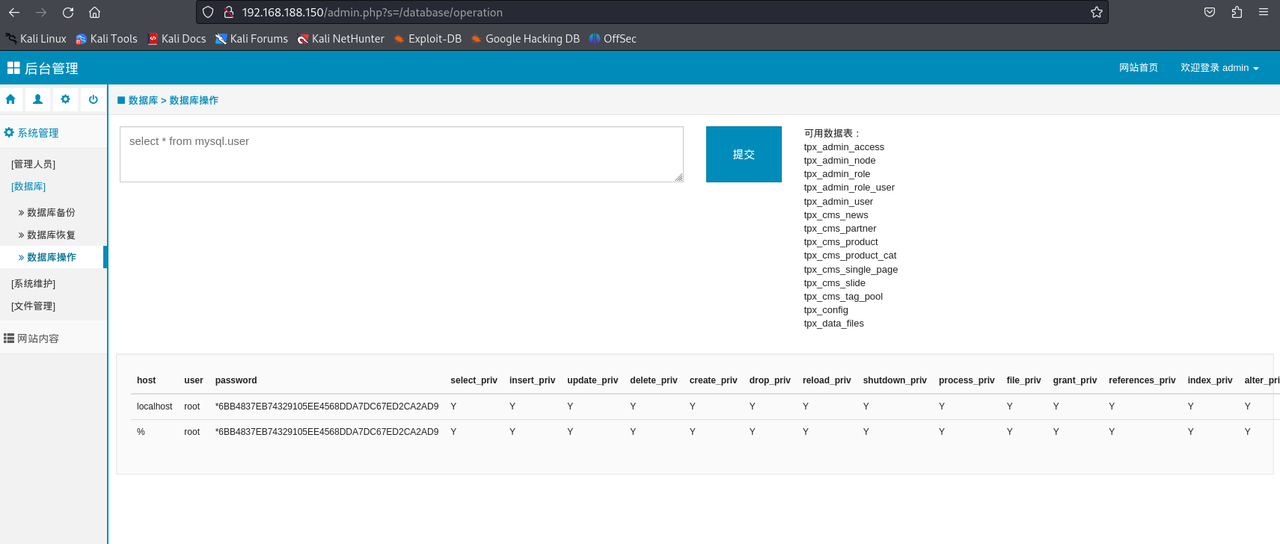 192.168.188.150/admin.php?s=/database/operation
Kali Linux Kali Tools Kali Docs Kali Forums Kali NetHunter Exploit-DB Google Hacking DB OffSec
后台管理 网站首页 欢迎登录 admin
数据库 > 数据库操作
系统管理
[管理人员]
[数据库]
» 数据库备份
» 数据库恢复
» 数据库操作
[系统维护]
[文件管理]
网站内容
select * from mysql.user
提交
可用数据表：
tpx_admin_access
tpx_admin_node
tpx_admin_role
tpx_admin_role_user
tpx_admin_user
tpx_cms_news
tpx_cms_partner
tpx_cms_product
tpx_cms_product_cat
tpx_cms_single_page
tpx_cms_slide
tpx_cms_tag_pool
tpx_config
tpx_data_files
host user password select_priv insert_priv update_priv delete_priv create_priv drop_priv reload_priv shutdown_priv process_priv file_priv grant_priv references_priv index_priv alter_pri
localhost root *6BB4837EB74329105EE4568DDA7DC67ED2CA2AD9 Y Y Y Y Y Y Y Y Y Y Y Y Y Y
% root *6BB4837EB74329105EE4568DDA7DC67ED2CA2AD9 Y Y Y Y Y Y Y Y Y Y Y Y Y Y